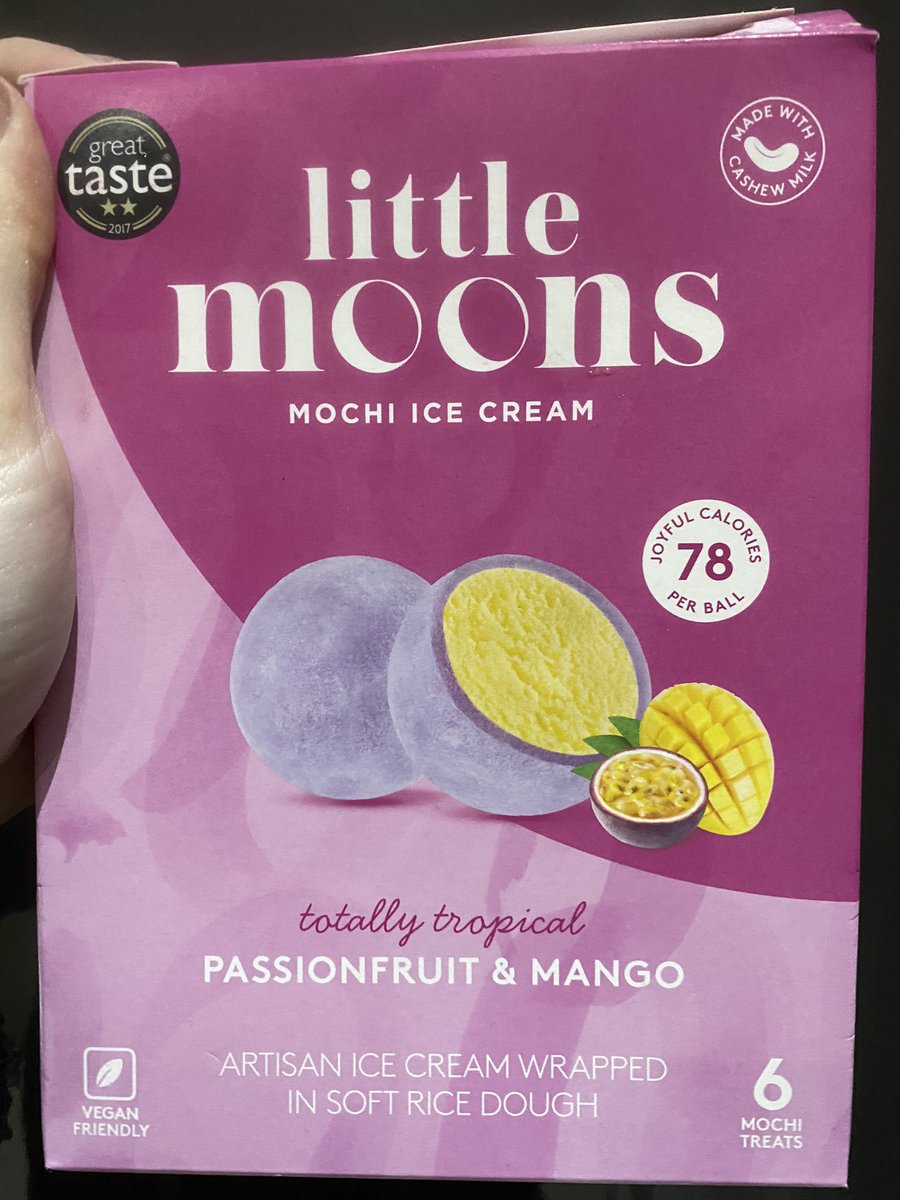 great
taste®
2017
MADE WITH
CASHEW MILK
little
moons
MOCHI ICE CREAM
JOYFUL CALORIES
78
PER BALL
totally tropical
PASSIONFRUIT & MANGO
ARTISAN ICE CREAM WRAPPED
IN SOFT RICE DOUGH
VEGAN
FRIENDLY
6
MOCHI
TREATS